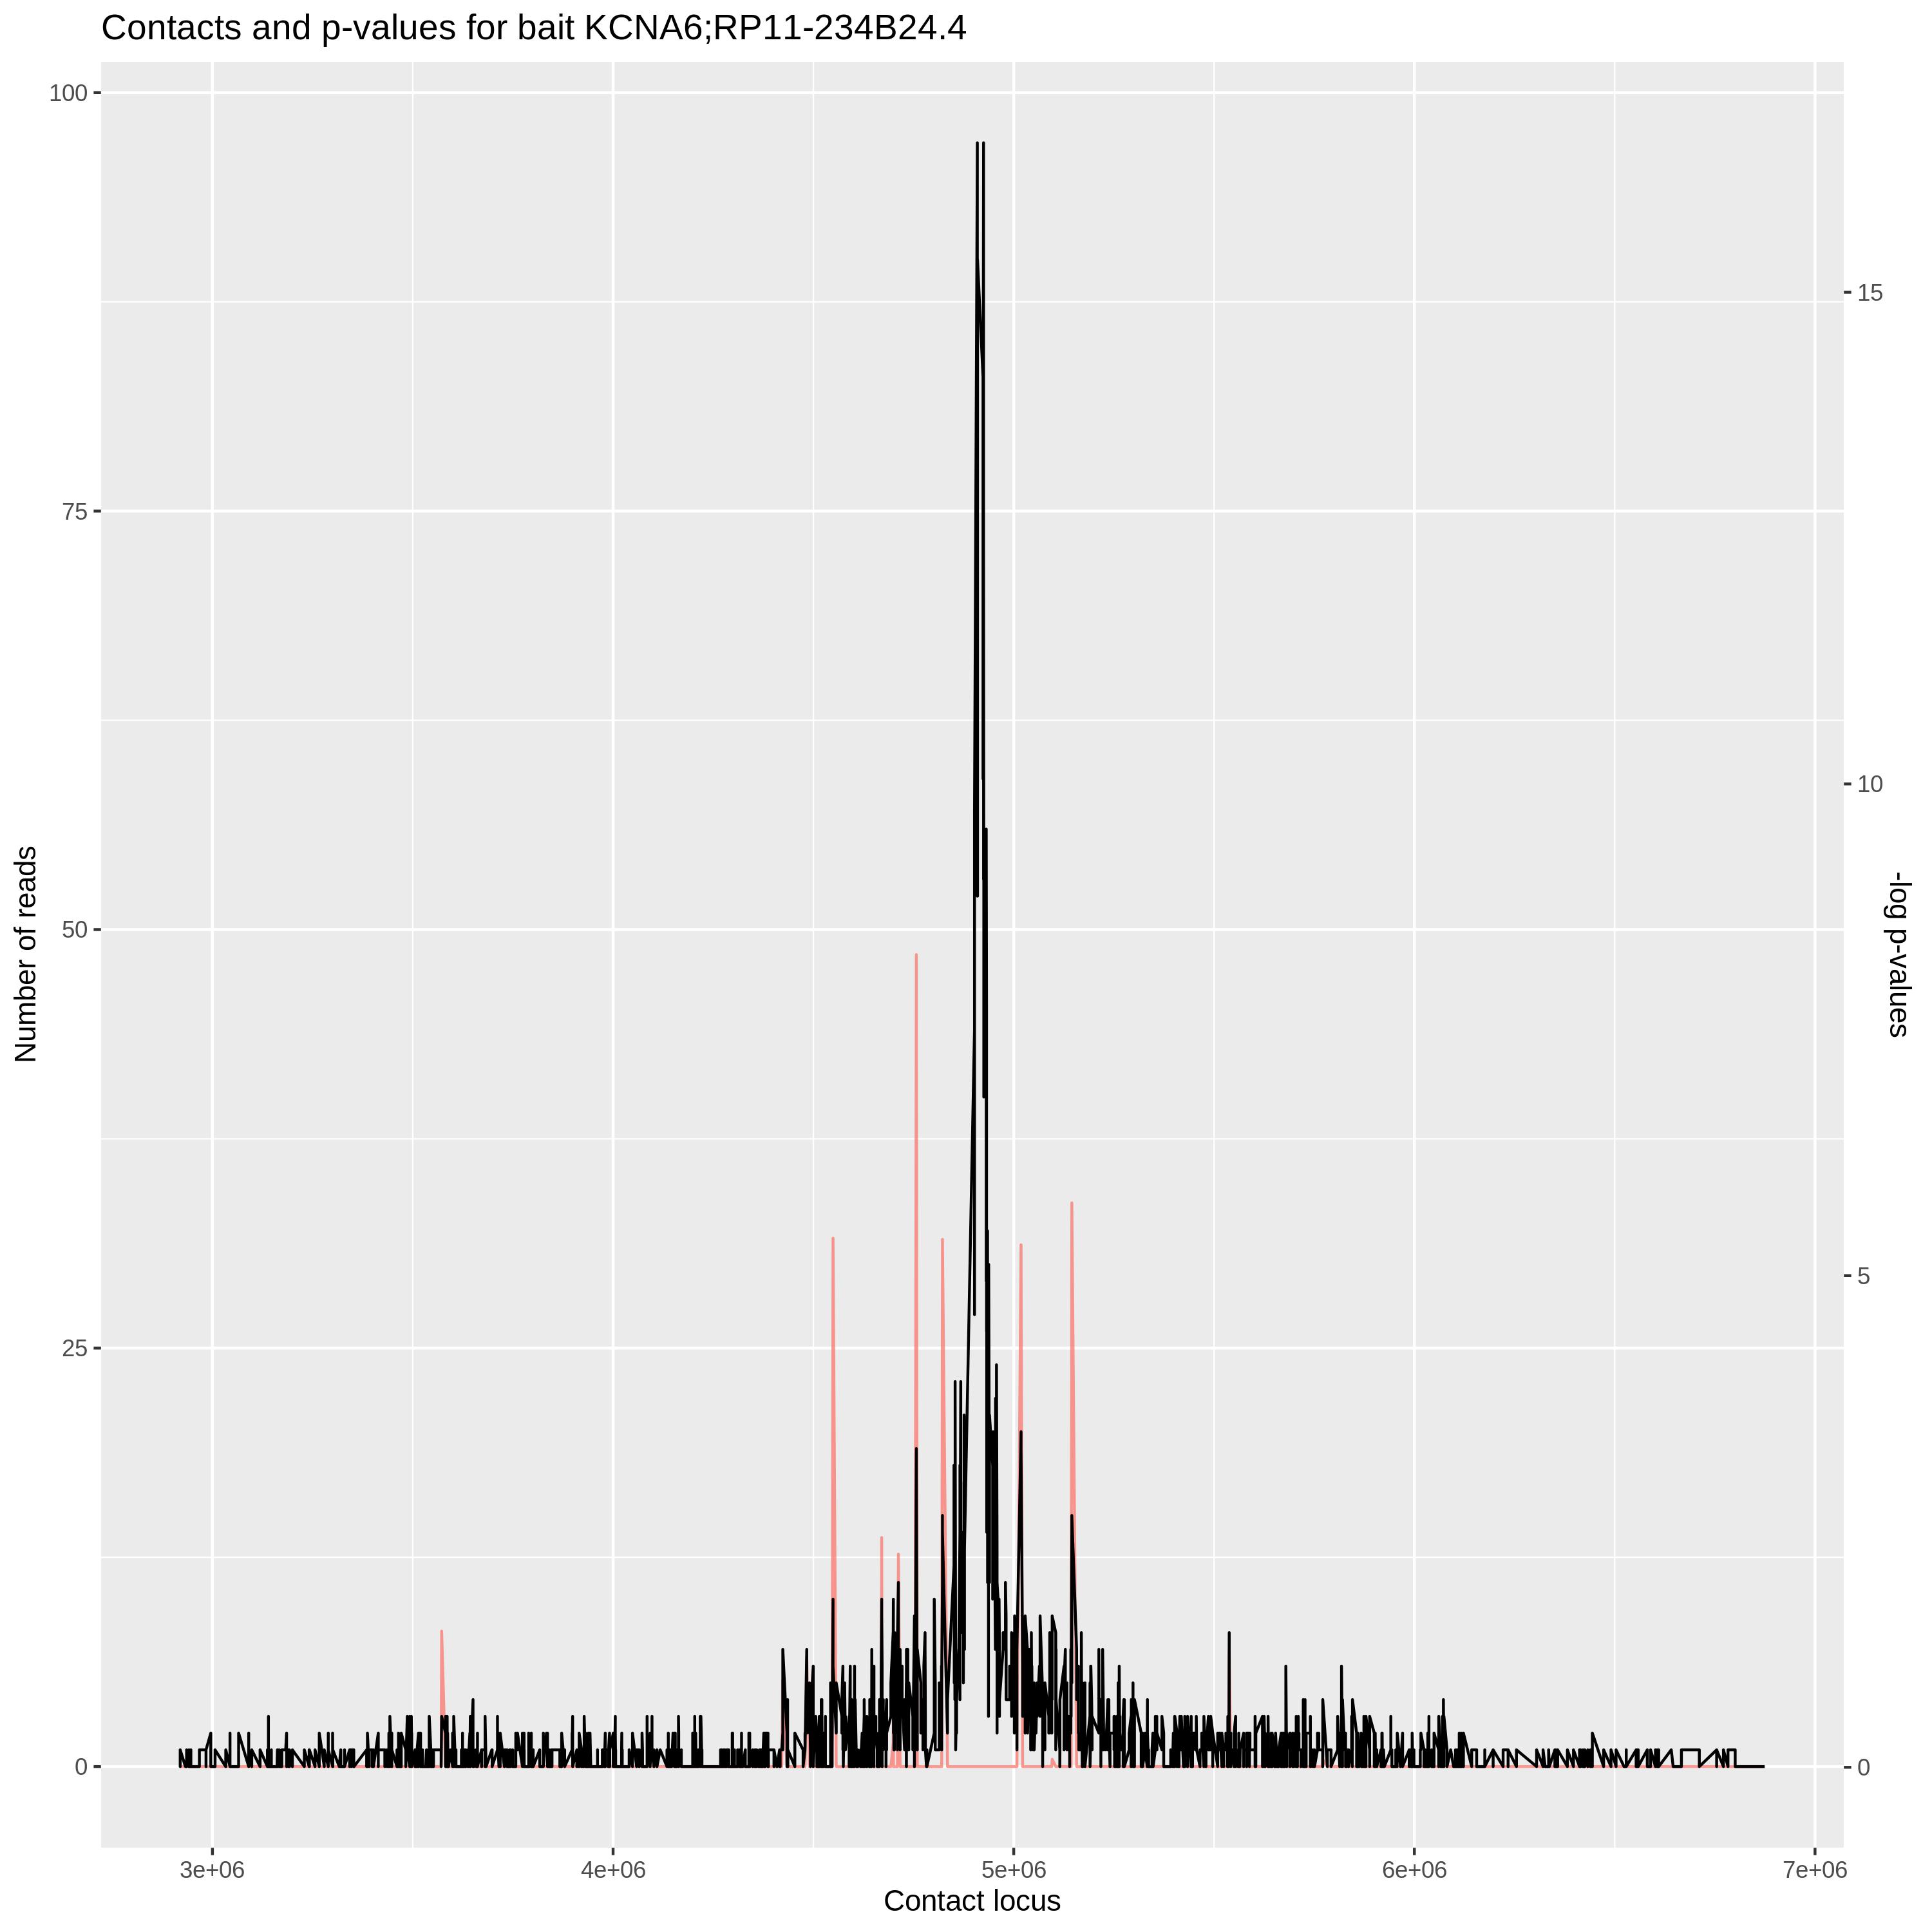 Contacts and p-values for bait KCNA6;RP11-234B24.4
100
75
50
25
0
Number of reads
15
10
5
0
-log p-values
3e+06
4e+06
5e+06
6e+06
7e+06
Contact locus